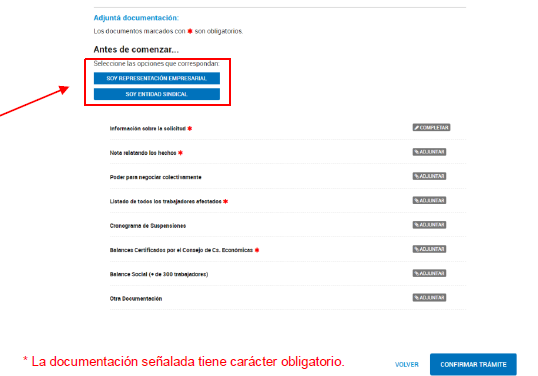 Adjuntá documentación:
Los documentos marcados con * son obligatorios.
Antes de comenzar...
Seleccione las opciones que correspondan:
SOY REPRESENTACIÓN EMPRESARIAL
SOY ENTIDAD SINDICAL
Información sobre la solicitud * COMPLETAR
Nota relatando los hechos * ADJUNTAR
Poder para negociar colectivamente ADJUNTAR
Listado de todos los trabajadores afectados * ADJUNTAR
Cronograma de Suspensiones ADJUNTAR
Balances Certificados por el Consejo de Cs. Económicas * ADJUNTAR
Balance Social (+ de 300 trabajadores) ADJUNTAR
Otra Documentación ADJUNTAR
* La documentación señalada tiene carácter obligatorio.
VOLVER CONFIRMAR TRÁMITE